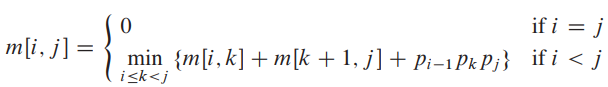 m[i, j] = { 0 if i = j
min {m[i, k] + m[k + 1, j] + p_{i−1} p_k p_j} if i < j
i≤k<j